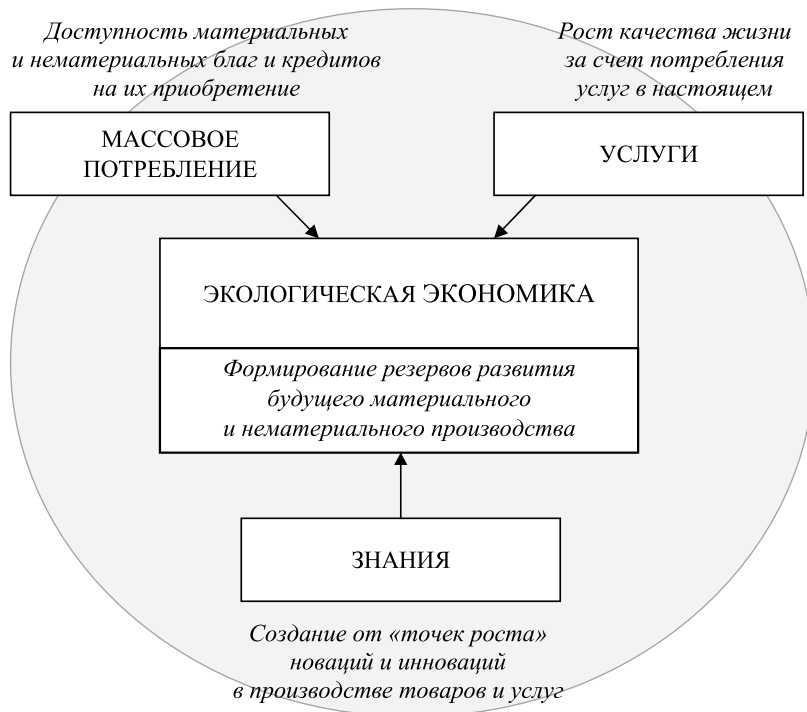 Доступность материальных
и нематериальных благ и кредитов
на их приобретение
Рост качества жизни
за счет потребления
услуг в настоящем
МАССОВОЕ
ПОТРЕБЛЕНИЕ
УСЛУГИ
ЭКОЛОГИЧЕСКАЯ ЭКОНОМИКА
Формирование резервов развития
будущего материального
и нематериального производства
ЗНАНИЯ
Создание от «точек роста»
новаций и инноваций
в производстве товаров и услуг